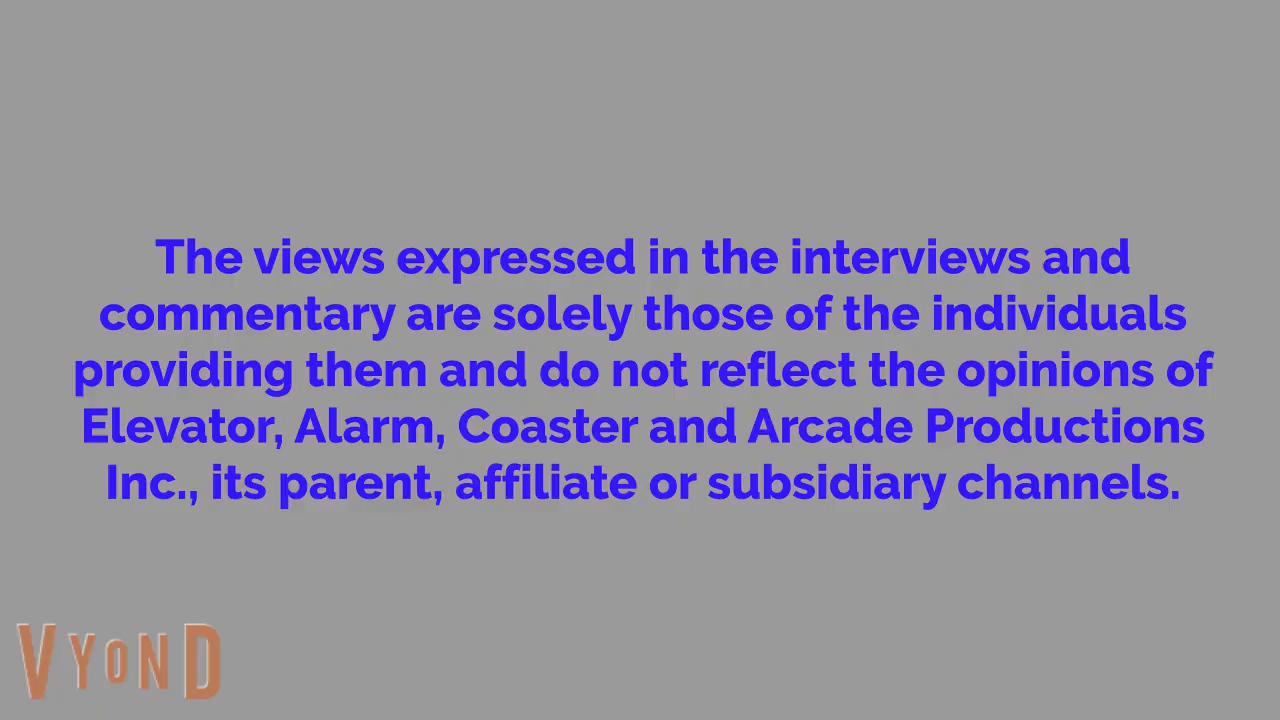 The views expressed in the interviews and
commentary are solely those of the individuals
providing them and do not reflect the opinions of
Elevator, Alarm, Coaster and Arcade Productions
Inc., its parent, affiliate or subsidiary channels.
VYOND